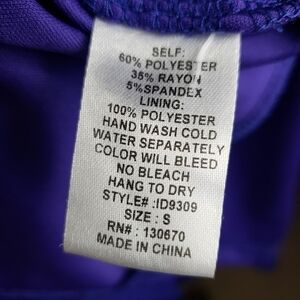 SELF:
60% POLYESTER
35% RAYON
5%SPANDEX
LINING:
100% POLYESTER
HAND WASH COLD
WATER SEPARATELY
COLOR WILL BLEED
NO BLEACH
HANG TO DRY
STYLE# :ID9309
SIZE : S
RN# : 130670
MADE IN CHINA